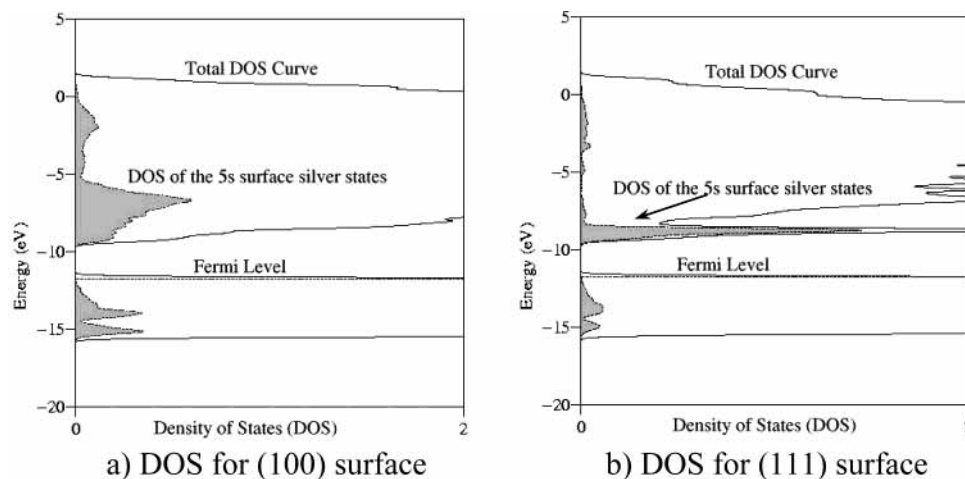 5
Total DOS Curve
0
−5
DOS of the 5s surface silver states
−10
Fermi Level
−15
−20
Energy (eV)
0
Density of States (DOS)
2
a) DOS for (100) surface
5
Total DOS Curve
0
−5
DOS of the 5s surface silver states
−10
Fermi Level
−15
−20
Energy (eV)
0
Density of States (DOS)
b) DOS for (111) surface